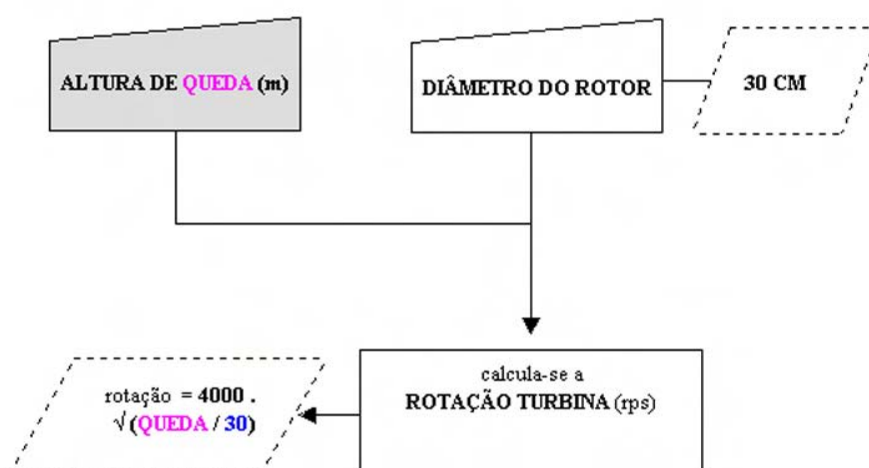 ALTURA DE QUEDA (m)
DIÂMETRO DO ROTOR
30 CM
calcula-se a
ROTAÇÃO TURBINA (rps)
rotação = 4000 .
√(QUEDA / 30)